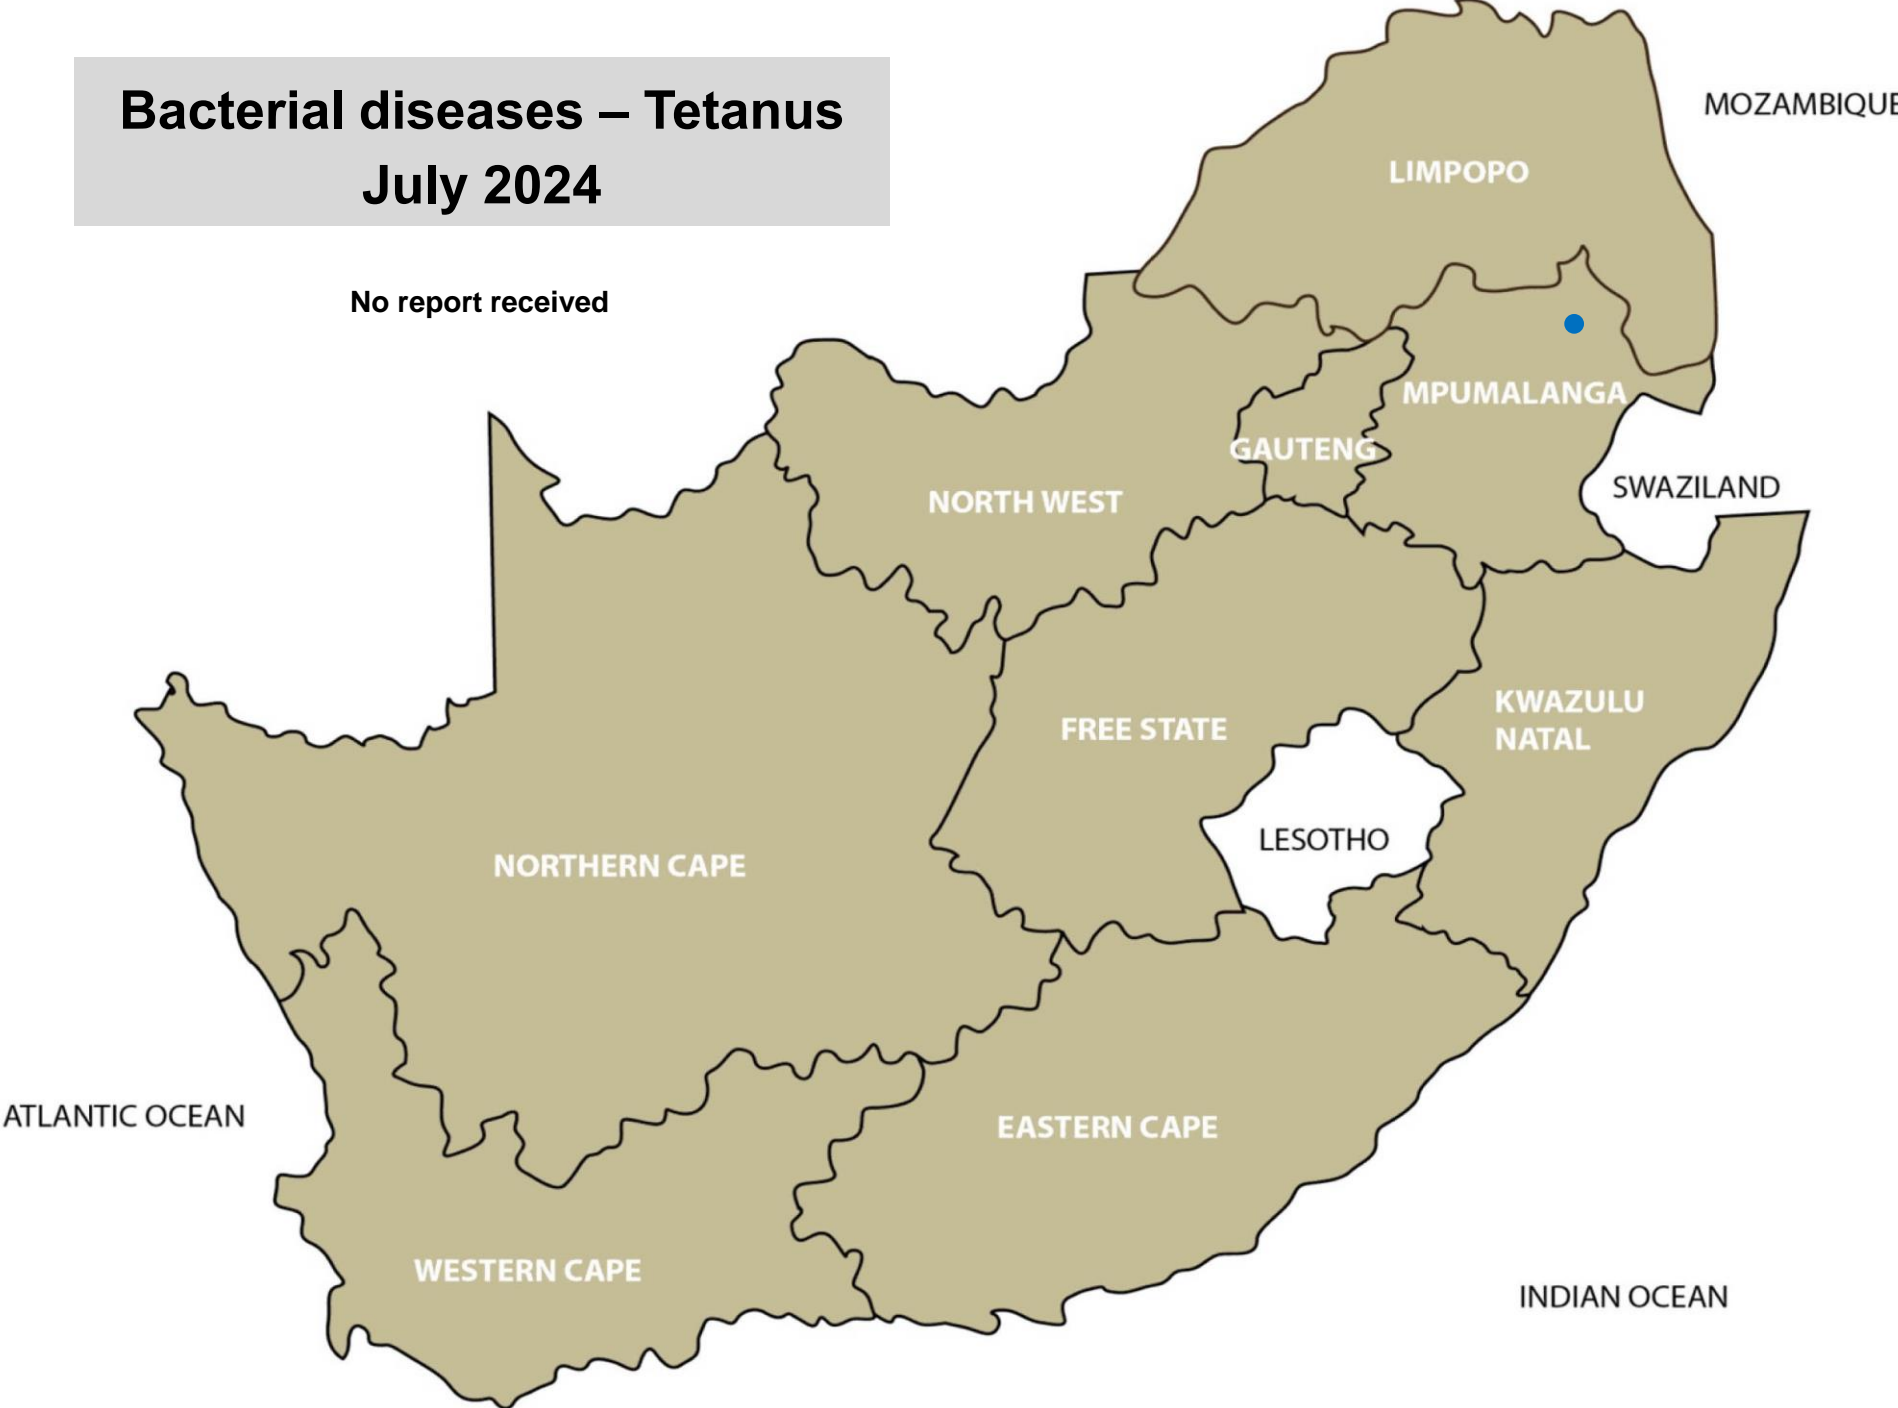 Bacterial diseases – Tetanus
July 2024
No report received
MOZAMBIQUE
LIMPOPO
MPUMALANGA
GAUTENG
SWAZILAND
NORTH WEST
KWAZULU
NATAL
FREE STATE
LESOTHO
NORTHERN CAPE
ATLANTIC OCEAN
EASTERN CAPE
WESTERN CAPE
INDIAN OCEAN